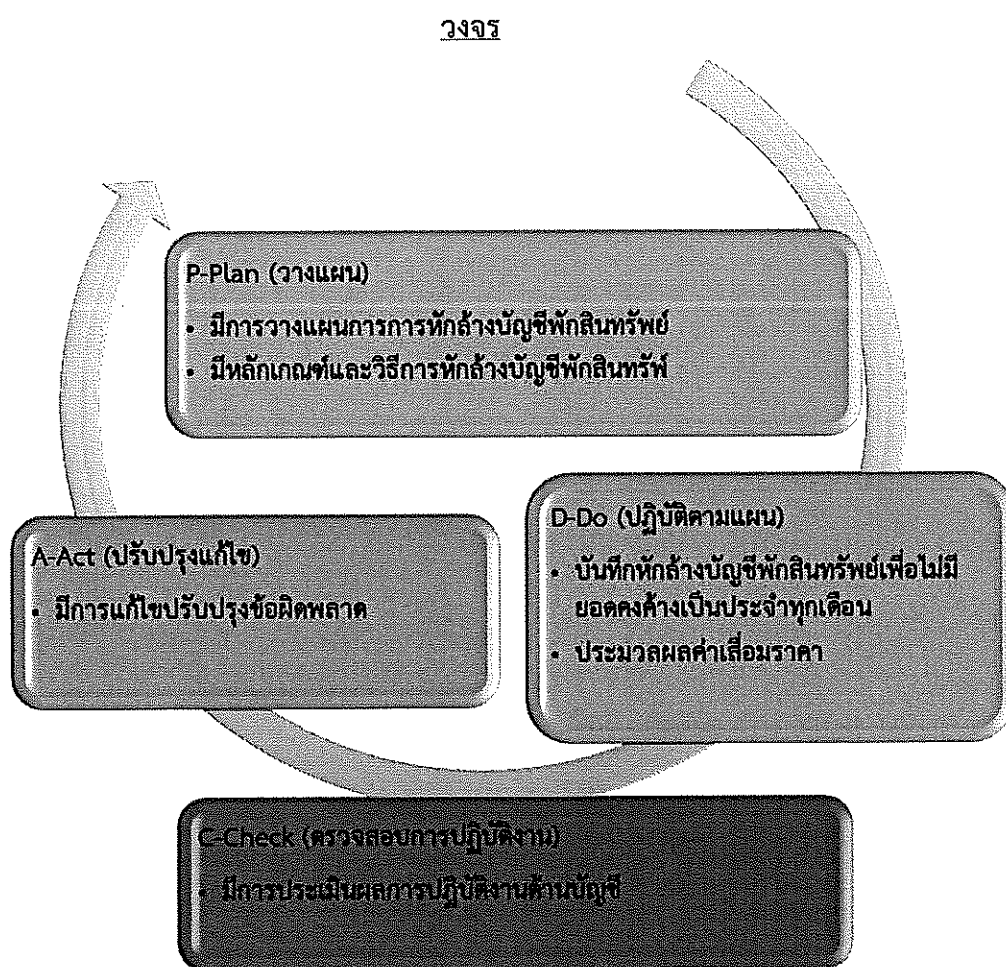 วงจร
P-Plan (วางแผน)
• มีการวางแผนการการหักล้างบัญชีพักสินทรัพย์
• มีหลักเกณฑ์และวิธีการหักล้างบัญชีพักสินทรัพ์
D-Do (ปฏิบัติตามแผน)
• บันทึกหักล้างบัญชีพักสินทรัพย์เพื่อไม่มี
ยอดคงค้างเป็นประจำทุกเดือน
• ประมวลผลค่าเสื่อมราคา
C-Check (ตรวจสอบการปฏิบัติงาน)
• มีการประเมินผลการปฏิบัติงานด้านบัญชี
A-Act (ปรับปรุงแก้ไข)
• มีการแก้ไขปรับปรุงข้อผิดพลาด